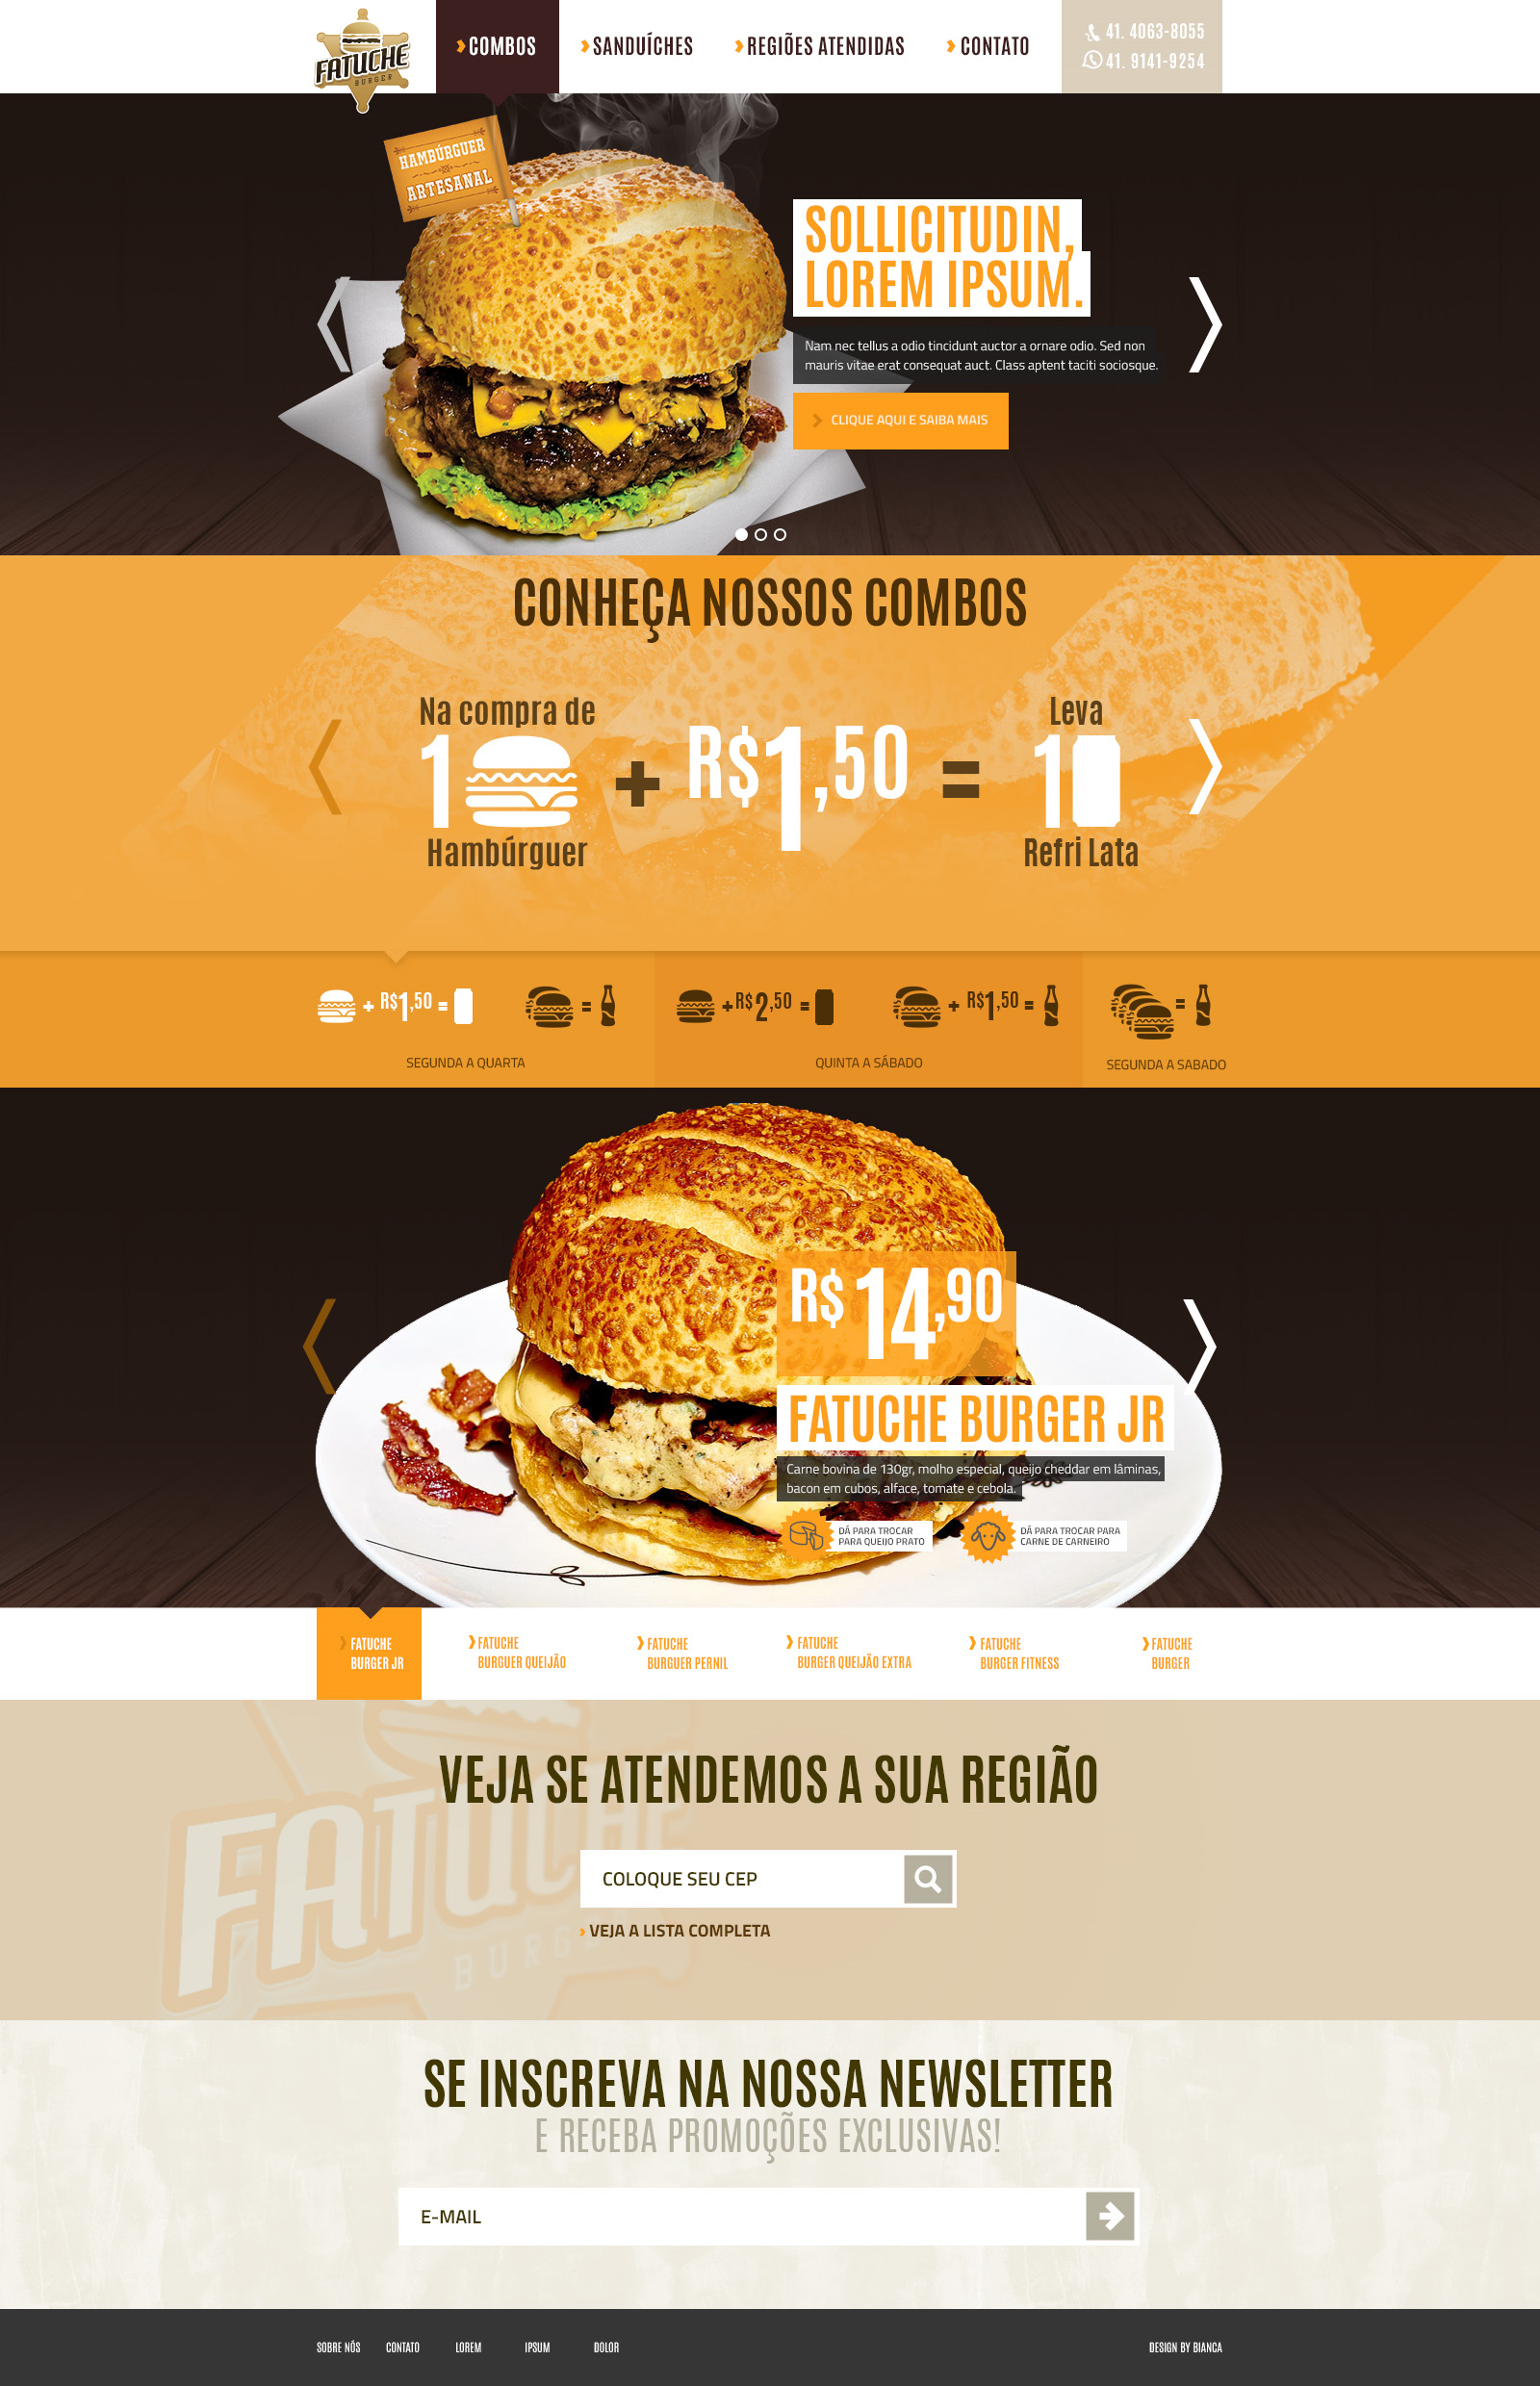 FATUCHE
BURGER
COMBOS
SANDUÍCHES
REGIÕES ATENDIDAS
CONTATO
41. 4063-8055
41. 9141-9254
HAMBÚRGUER
ARTESANAL
SOLLICITUDIN,
LOREM IPSUM.
Nam nec tellus a odio tincidunt auctor a ornare odio. Sed non
mauris vitae erat consequat auct. Class aptent taciti sociosque.
CLIQUE AQUI E SAIBA MAIS
CONHEÇA NOSSOS COMBOS
Na compra de
1
Hambúrguer
+
R$1,50
=
Leva
1
Refri Lata
+ R$1,50 =
=
SEGUNDA A QUARTA
+R$2,50 =
+ R$1,50 =
QUINTA A SÁBADO
=
SEGUNDA A SABADO
R$ 14,90
FATUCHE BURGER JR
Carne bovina de 130gr, molho especial, queijo cheddar em lâminas,
bacon em cubos, alface, tomate e cebola.
DÁ PARA TROCAR
PARA QUEIJO PRATO
DÁ PARA TROCAR PARA
CARNE DE CARNEIRO
FATUCHE
BURGER JR
FATUCHE
BURGUER QUEIJÃO
FATUCHE
BURGUER PERNIL
FATUCHE
BURGER QUEIJÃO EXTRA
FATUCHE
BURGER FITNESS
FATUCHE
BURGER
FATUCHE
BURGE
VEJA SE ATENDEMOS A SUA REGIÃO
COLOQUE SEU CEP
VEJA A LISTA COMPLETA
SE INSCREVA NA NOSSA NEWSLETTER
E RECEBA PROMOÇÕES EXCLUSIVAS!
E-MAIL
SOBRE NÓS
CONTATO
LOREM
IPSUM
DOLOR
DESIGN BY BIANCA